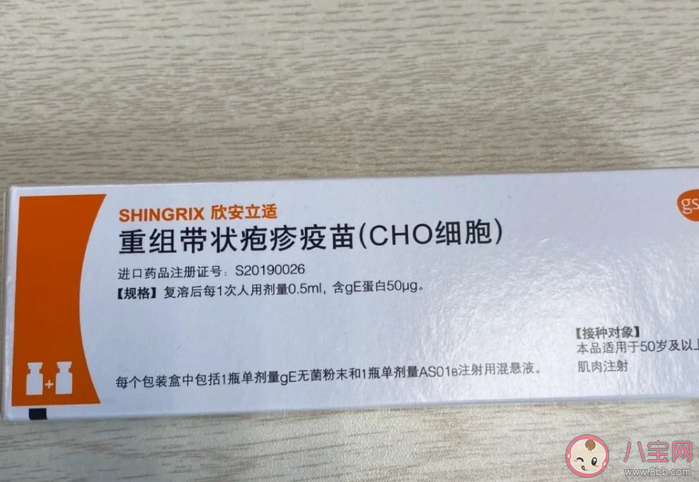 SHINGRIX 欣安立适
gs
重组带状疱疹疫苗(CHO细胞)
进口药品注册证号：S20190026
【规格】复溶后每1次人用剂量0.5ml，含gE蛋白50μg。
【接种对象】
本品适用于50岁及以上
肌肉注射
每个包装盒中包括1瓶单剂量gE无菌粉末和1瓶单剂量AS01B注射用混悬液。
八宝网
www.8bb.com